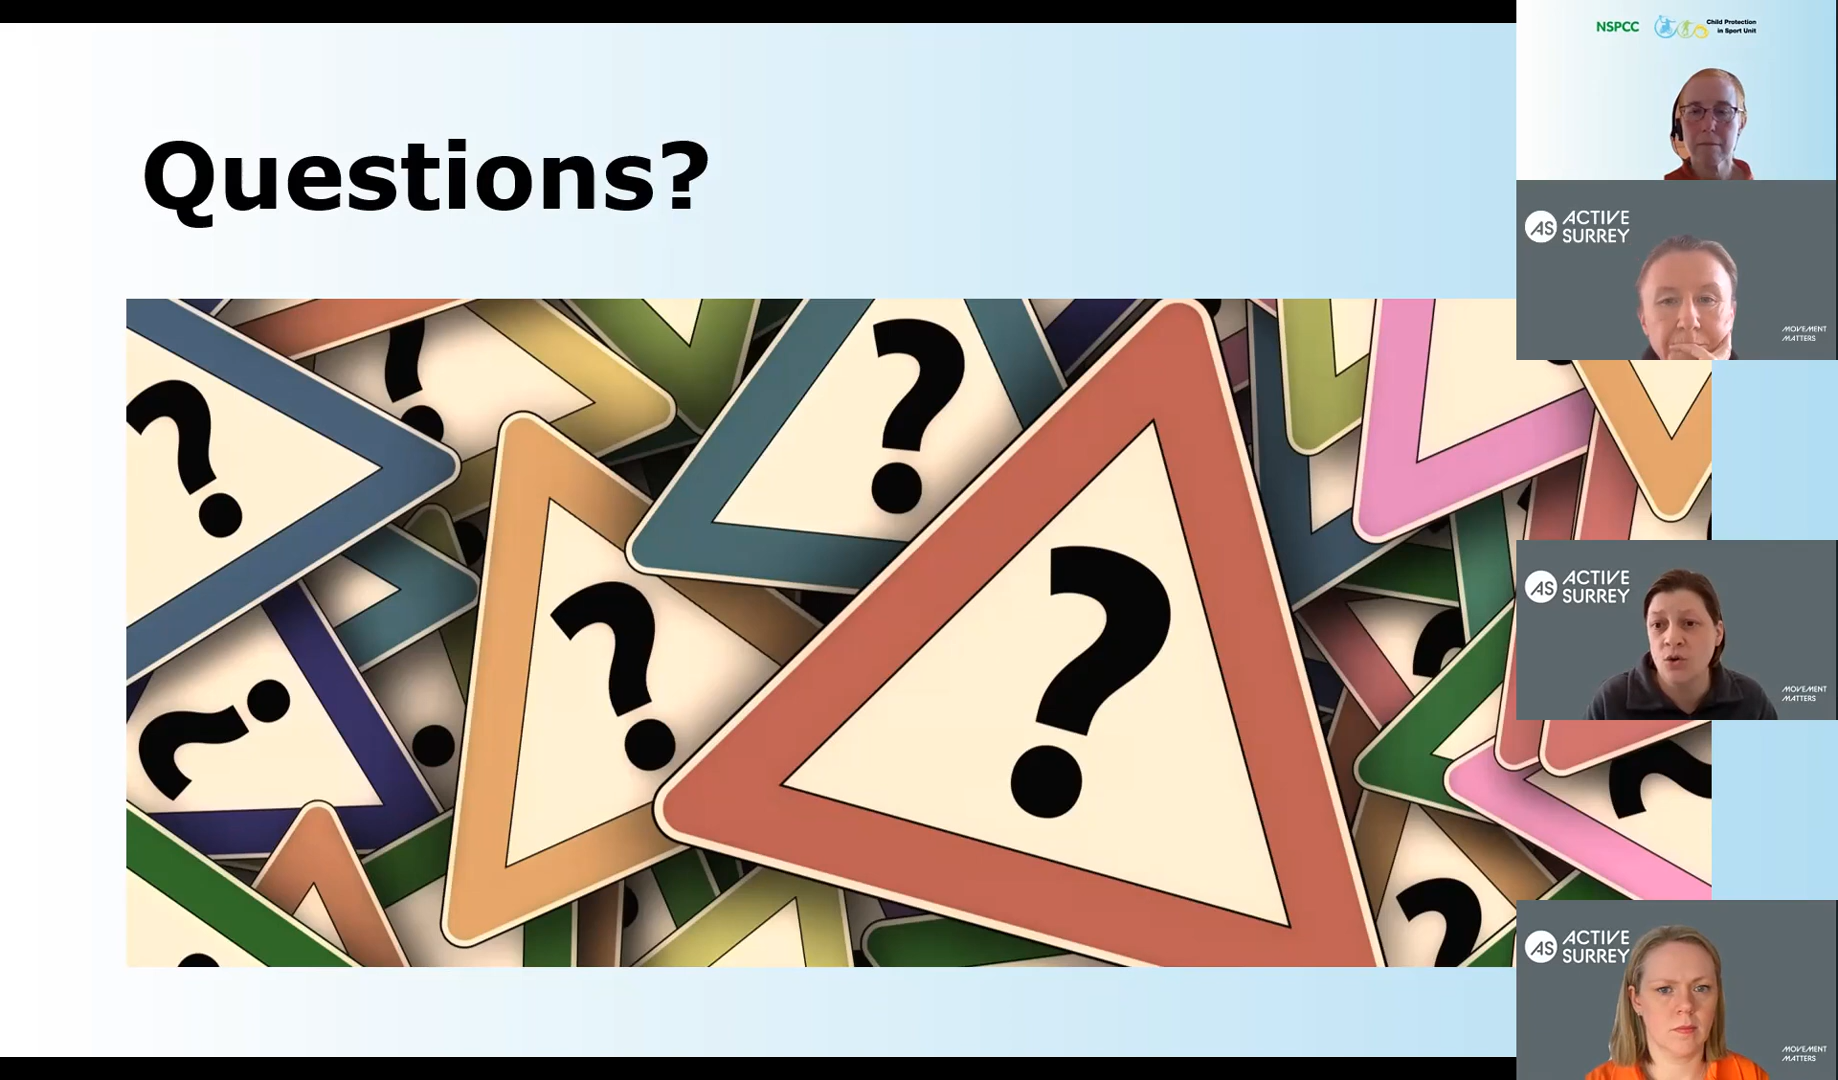 Questions?
NSPCC
Child Protection
in Sport Unit
AS ACTIVE
SURREY
MOVEMENT
MATTERS
? ? ? ? ? ? ?
AS ACTIVE
SURREY
MOVEMENT
MATTERS
AS ACTIVE
SURREY
MOVEMENT
MATTERS